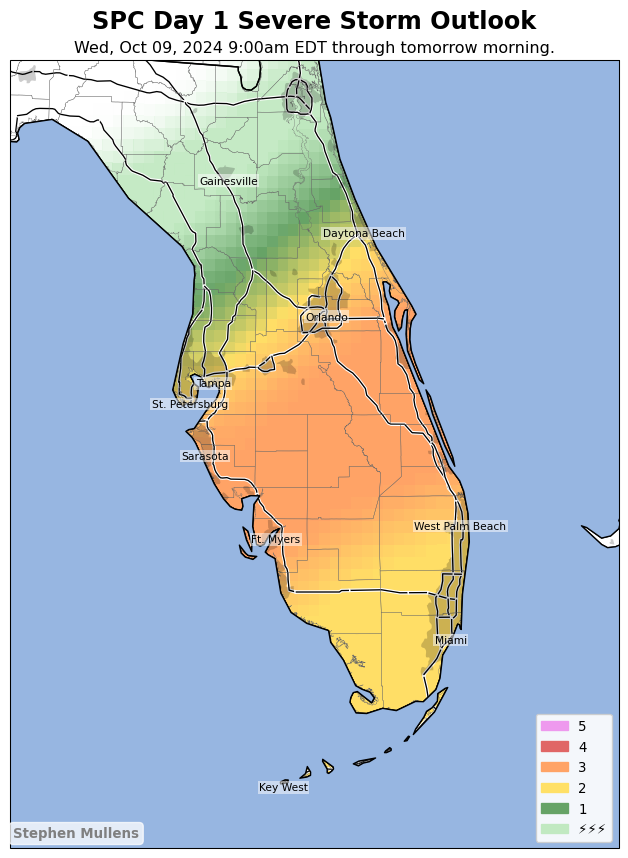 SPC Day 1 Severe Storm Outlook
Wed, Oct 09, 2024 9:00am EDT through tomorrow morning.
Gainesville
Daytona Beach
Orlando
Tampa
St. Petersburg
Sarasota
West Palm Beach
Ft. Myers
Miami
Key West
5
4
3
2
1
⚡⚡⚡
Stephen Mullens